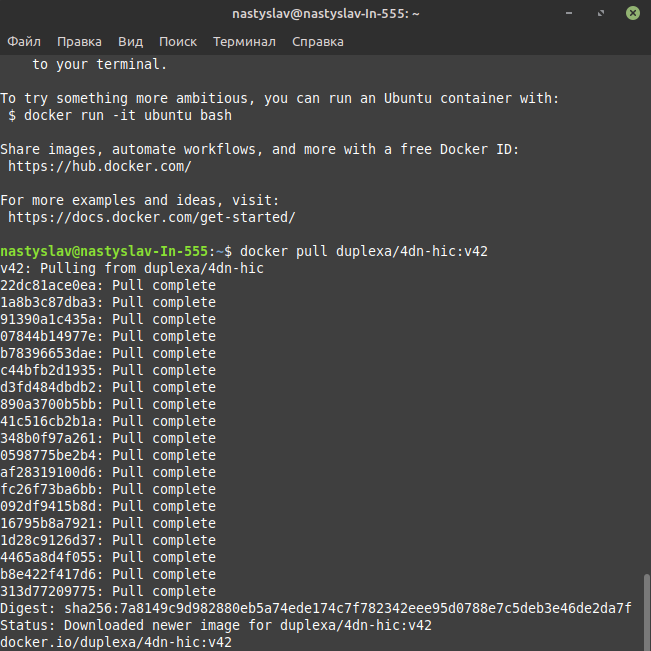 nastyslav@nastyslav-In-555: ~
Файл Правка Вид Поиск Терминал Справка
to your terminal.
To try something more ambitious, you can run an Ubuntu container with:
$ docker run -it ubuntu bash
Share images, automate workflows, and more with a free Docker ID:
https://hub.docker.com/
For more examples and ideas, visit:
https://docs.docker.com/get-started/
nastyslav@nastyslav-In-555:~$ docker pull duplexa/4dn-hic:v42
v42: Pulling from duplexa/4dn-hic
22dc81ace0ea: Pull complete
1a8b3c87dba3: Pull complete
91390a1c435a: Pull complete
07844b14977e: Pull complete
b78396653dae: Pull complete
c44bfb2d1935: Pull complete
d3fd484dbdb2: Pull complete
890a3700b5bb: Pull complete
41c516cb2b1a: Pull complete
348b0f97a261: Pull complete
0598775be2b4: Pull complete
af28319100d6: Pull complete
fc26f73ba6bb: Pull complete
092df9415b8d: Pull complete
16795b8a7921: Pull complete
1d28c9126d37: Pull complete
4465a8d4f055: Pull complete
b8e422f417d6: Pull complete
313d77209775: Pull complete
Digest: sha256:7a8149c9d982880eb5a74ede174c7f782342eee95d0788e7c5deb3e46de2da7f
Status: Downloaded newer image for duplexa/4dn-hic:v42
docker.io/duplexa/4dn-hic:v42